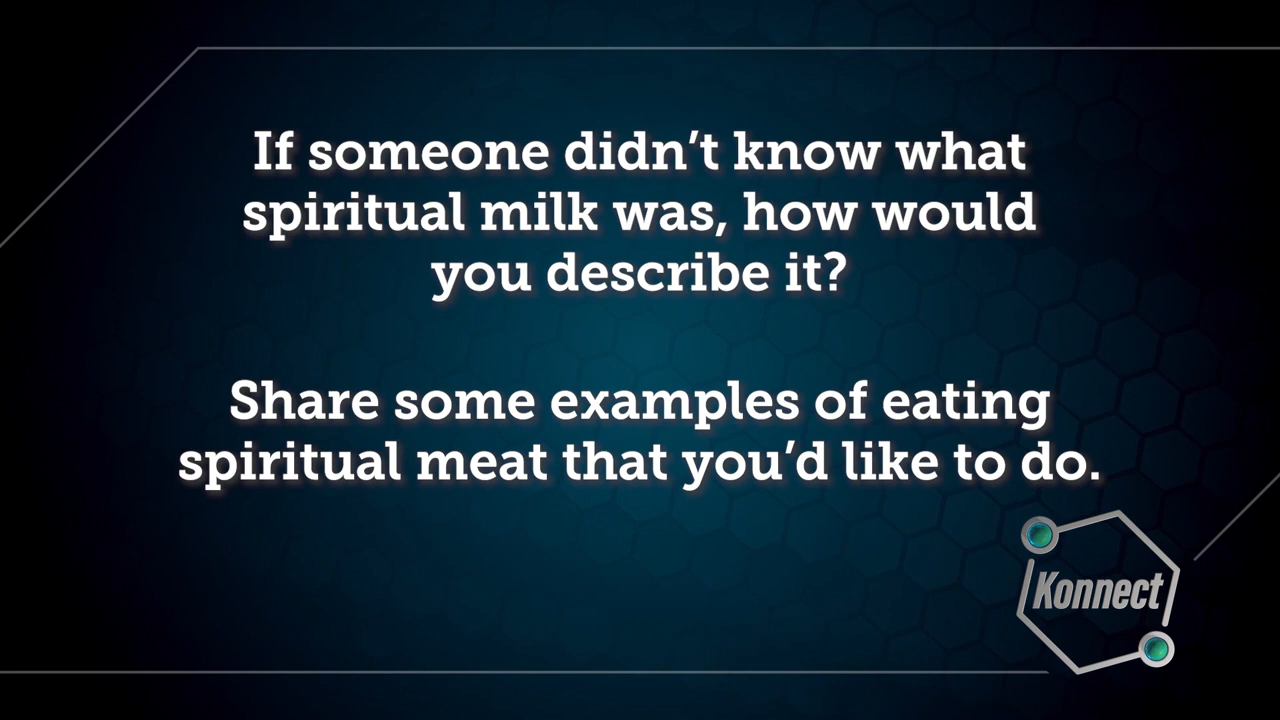 If someone didn’t know what
spiritual milk was, how would
you describe it?
Share some examples of eating
spiritual meat that you’d like to do.
Konnect